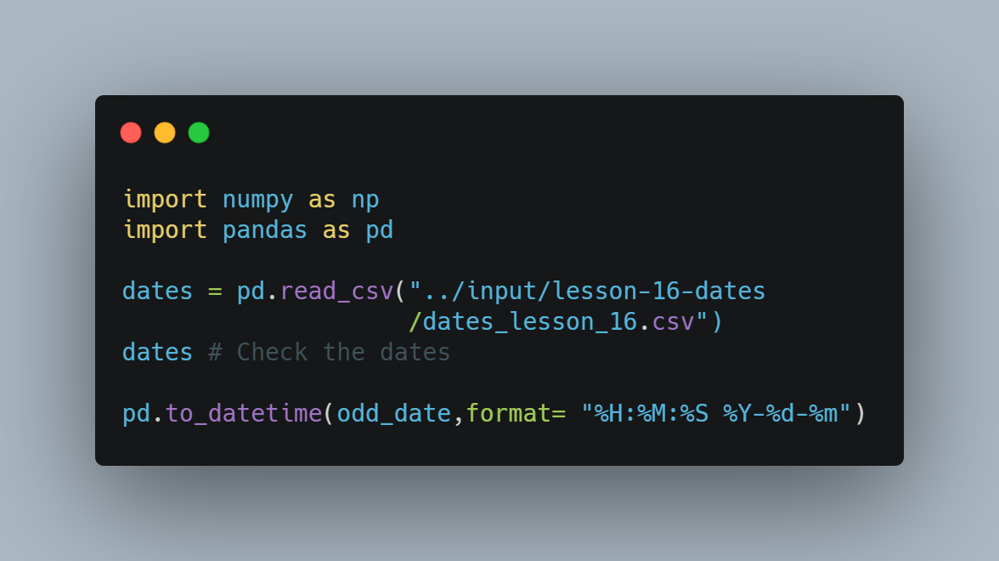 import numpy as np
import pandas as pd
dates = pd.read_csv("../input/lesson-16-dates
/dates_lesson_16.csv")
dates # Check the dates
pd.to_datetime(odd_date,format= "%H:%M:%S %Y-%d-%m")